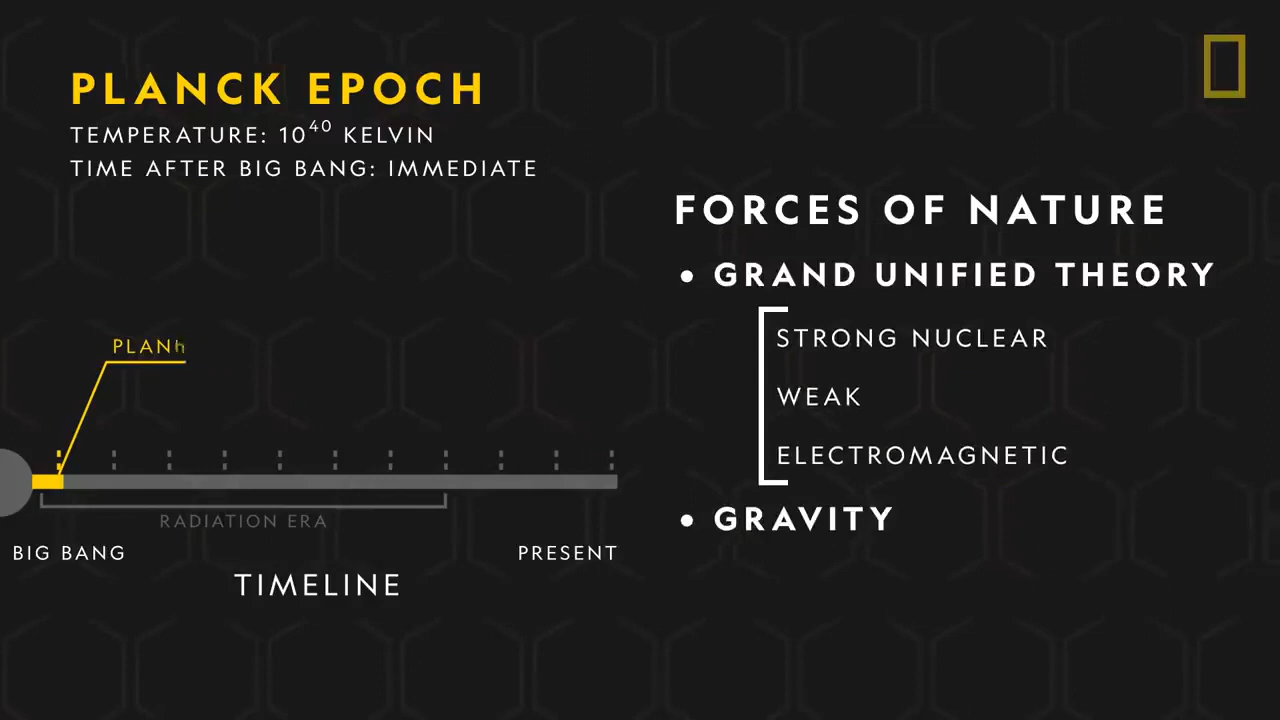 PLANCK EPOCH
TEMPERATURE: 10⁴⁰ KELVIN
TIME AFTER BIG BANG: IMMEDIATE
FORCES OF NATURE
• GRAND UNIFIED THEORY
STRONG NUCLEAR
WEAK
ELECTROMAGNETIC
• GRAVITY
PLANh
RADIATION ERA
BIG BANG
PRESENT
TIMELINE